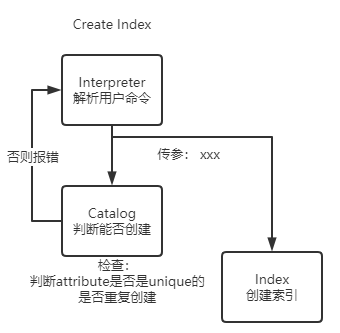 Create Index
Interpreter
解析用户命令
否则报错
传参： xxx
Catalog
判断能否创建
检查：
判断attribute是否是unique的
是否重复创建
Index
创建索引